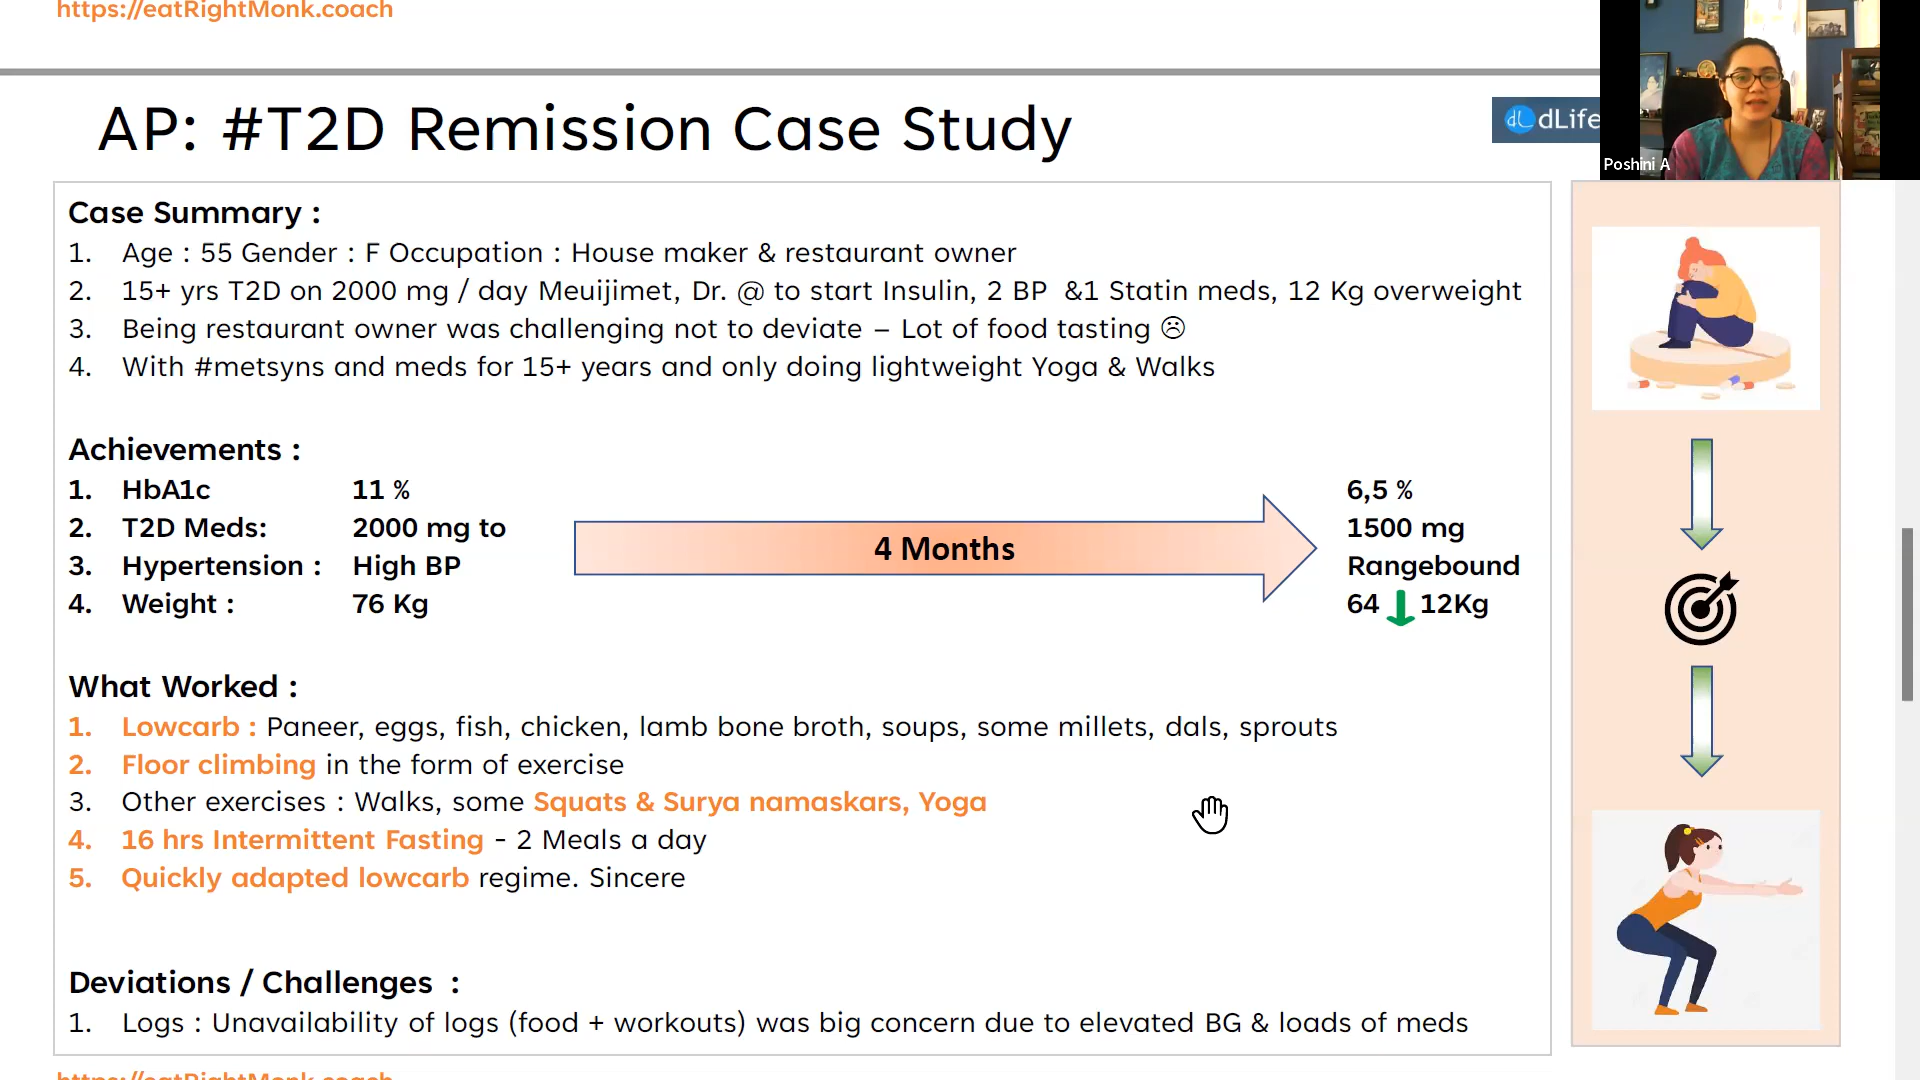 https://eatRightMonk.coach
AP: #T2D Remission Case Study
dLife
Poshini A
Case Summary :
1. Age : 55 Gender : F Occupation : House maker & restaurant owner
2. 15+ yrs T2D on 2000 mg / day Meuijimet, Dr. @ to start Insulin, 2 BP &1 Statin meds, 12 Kg overweight
3. Being restaurant owner was challenging not to deviate – Lot of food tasting ☹
4. With #metsyns and meds for 15+ years and only doing lightweight Yoga & Walks
Achievements :
1. HbA1c 11 % 6,5 %
2. T2D Meds: 2000 mg to 1500 mg
4 Months
3. Hypertension : High BP Rangebound
4. Weight : 76 Kg 64 12Kg
What Worked :
1. Lowcarb : Paneer, eggs, fish, chicken, lamb bone broth, soups, some millets, dals, sprouts
2. Floor climbing in the form of exercise
3. Other exercises : Walks, some Squats & Surya namaskars, Yoga
4. 16 hrs Intermittent Fasting - 2 Meals a day
5. Quickly adapted lowcarb regime. Sincere
Deviations / Challenges :
1. Logs : Unavailability of logs (food + workouts) was big concern due to elevated BG & loads of meds
https://eatRightMonk.coach